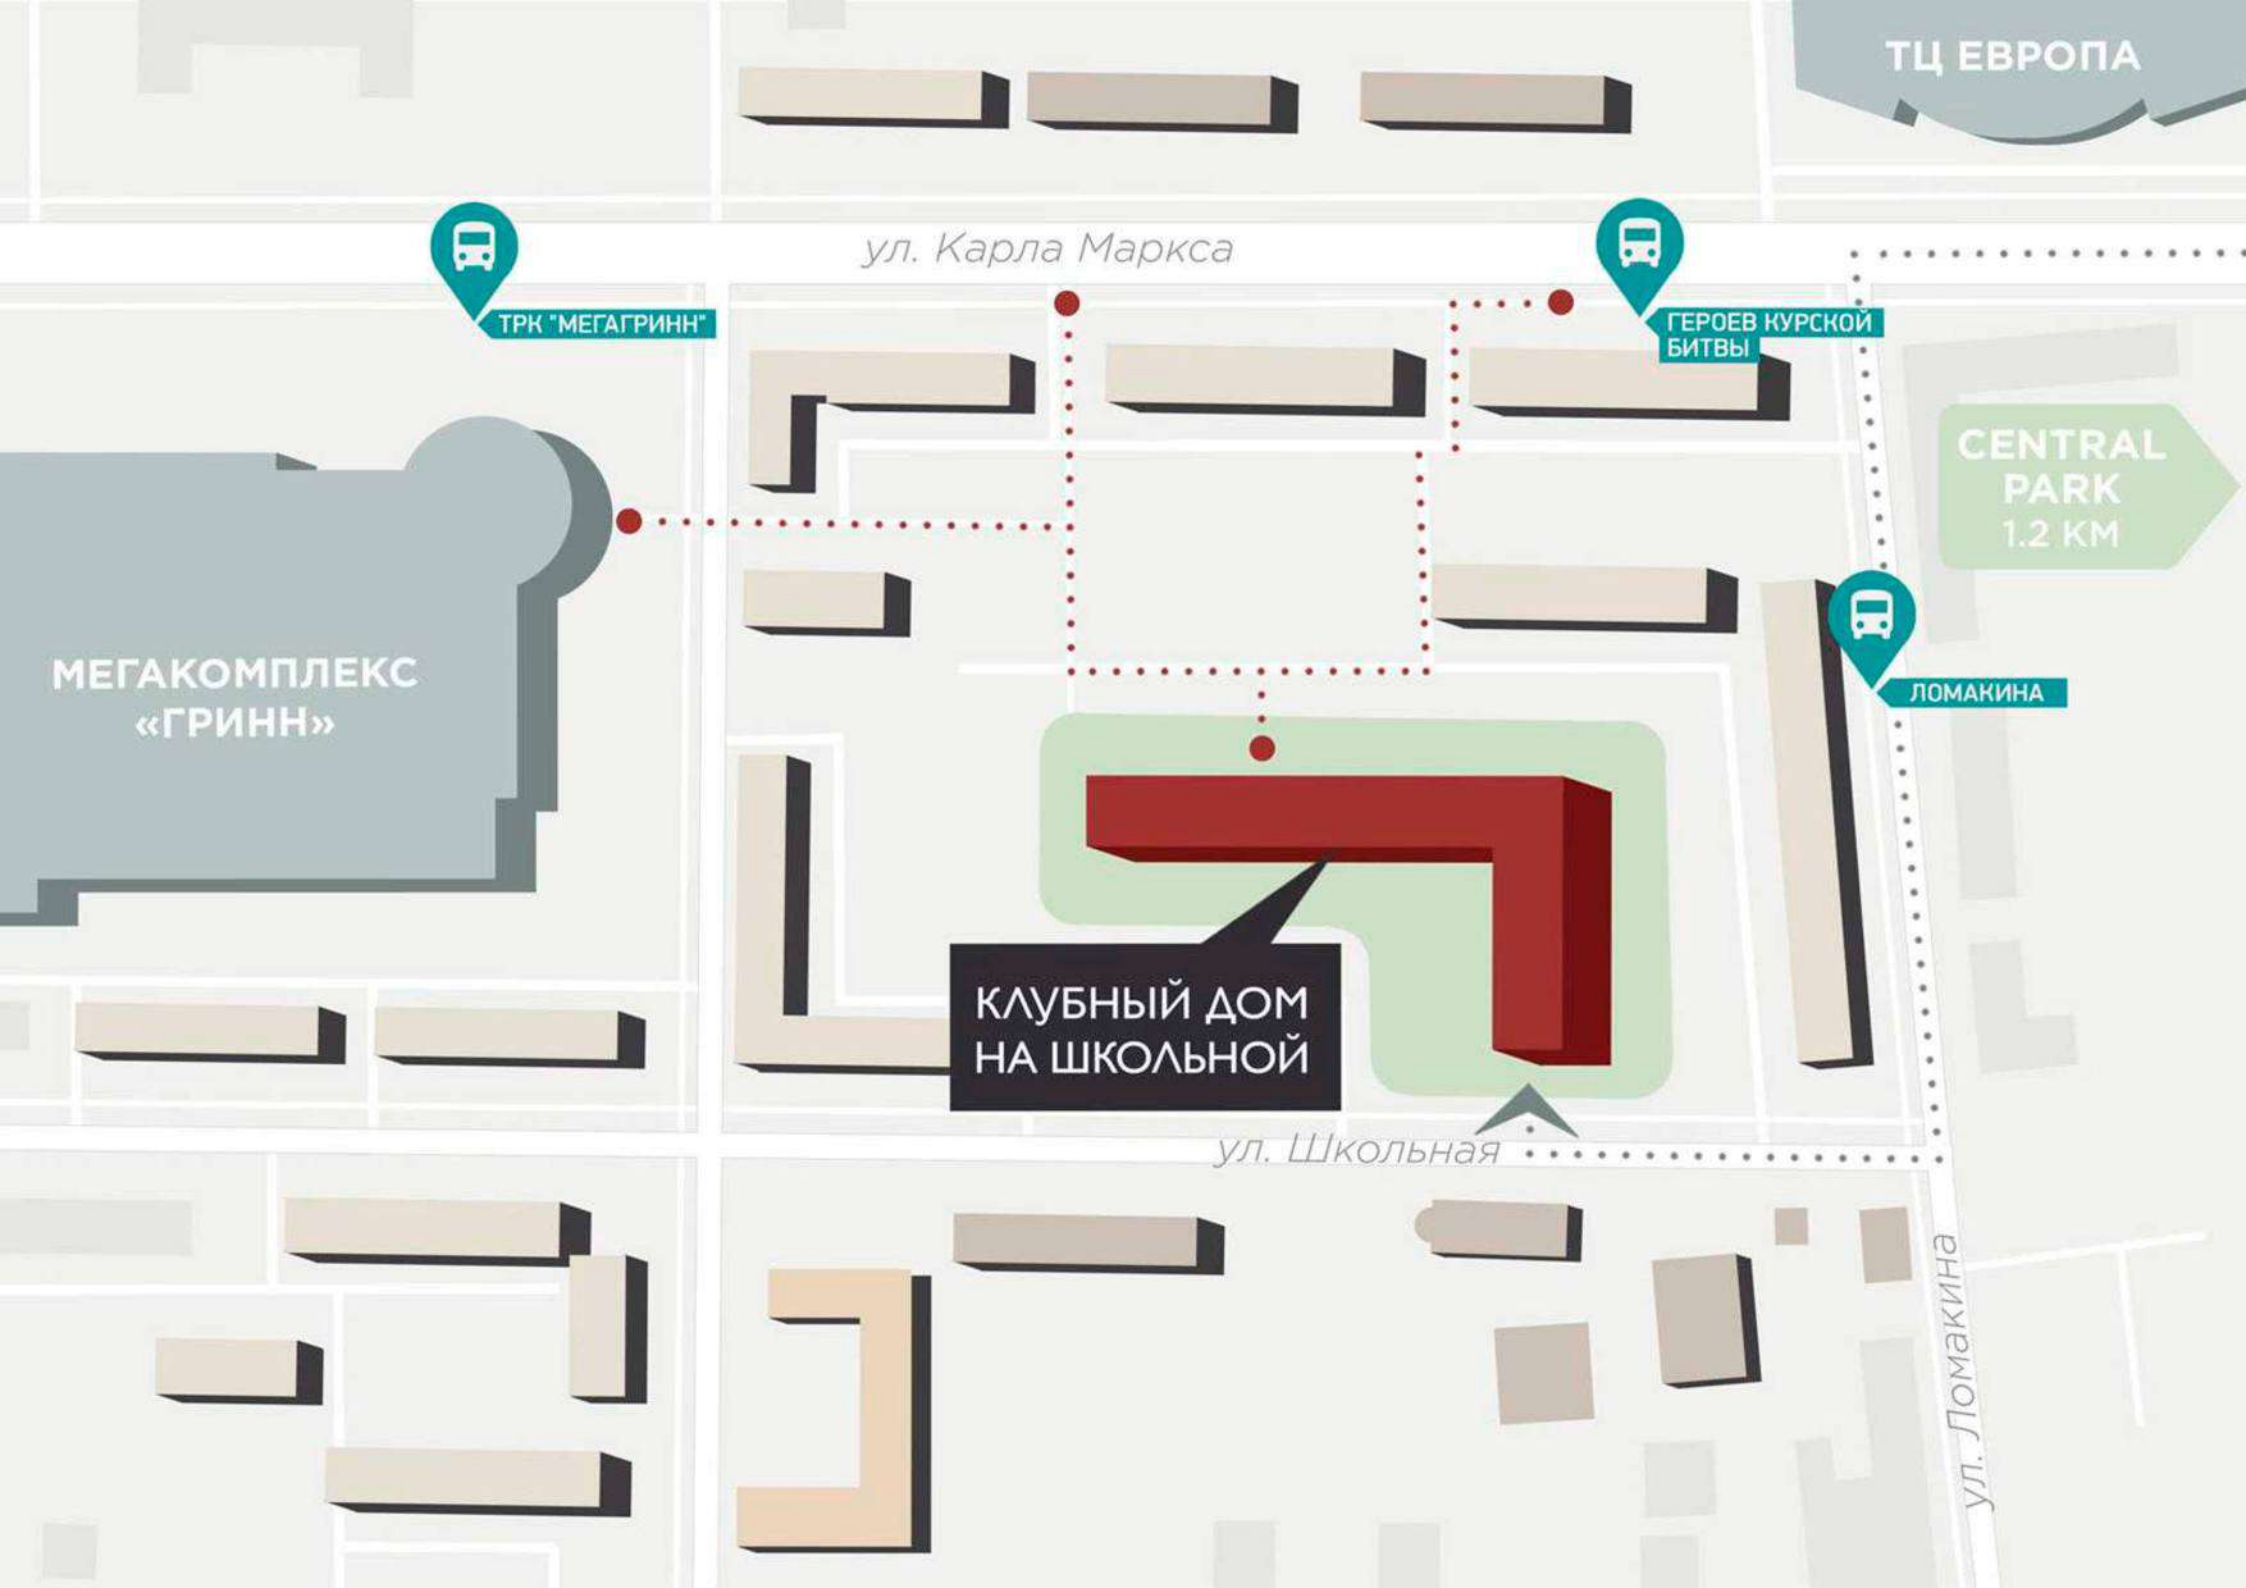 ТЦ ЕВРОПА
ул. Карла Маркса
ТРК "МЕГАГРИНН"
ГЕРОЕВ КУРСКОЙ
БИТВЫ
CENTRAL
PARK
1.2 КМ
МЕГАКОМПЛЕКС
«ГРИНН»
ЛОМАКИНА
КЛУБНЫЙ ДОМ
НА ШКОЛЬНОЙ
ул. Школьная
ул. Ломакина